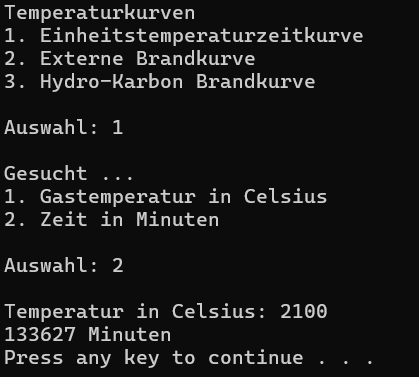 Temperaturkurven
1. Einheitstemperaturzeitkurve
2. Externe Brandkurve
3. Hydro-Karbon Brandkurve
Auswahl: 1
Gesucht ...
1. Gastemperatur in Celsius
2. Zeit in Minuten
Auswahl: 2
Temperatur in Celsius: 2100
133627 Minuten
Press any key to continue . . .